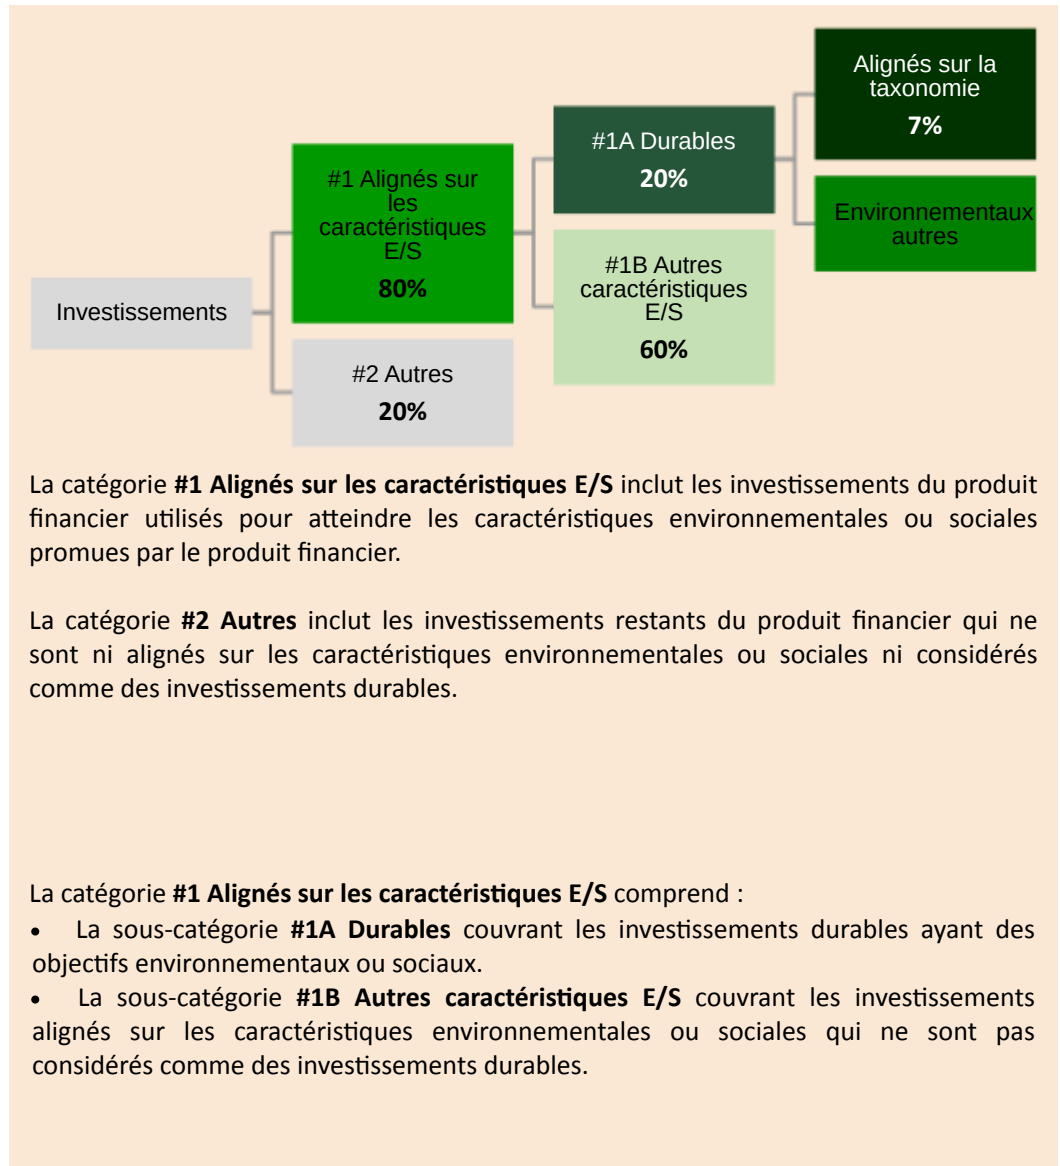 Investissements
#1 Alignés sur
les
caractéristiques
E/S
80%
#2 Autres
20%
#1A Durables
20%
#1B Autres
caractéristiques
E/S
60%
Alignés sur la
taxonomie
7%
Environnementaux
autres
La catégorie #1 Alignés sur les caractéristiques E/S inclut les investissements du produit
financier utilisés pour atteindre les caractéristiques environnementales ou sociales
promues par le produit financier.
La catégorie #2 Autres inclut les investissements restants du produit financier qui ne
sont ni alignés sur les caractéristiques environnementales ou sociales ni considérés
comme des investissements durables.
La catégorie #1 Alignés sur les caractéristiques E/S comprend :
• La sous-catégorie #1A Durables couvrant les investissements durables ayant des
objectifs environnementaux ou sociaux.
• La sous-catégorie #1B Autres caractéristiques E/S couvrant les investissements
alignés sur les caractéristiques environnementales ou sociales qui ne sont pas
considérés comme des investissements durables.